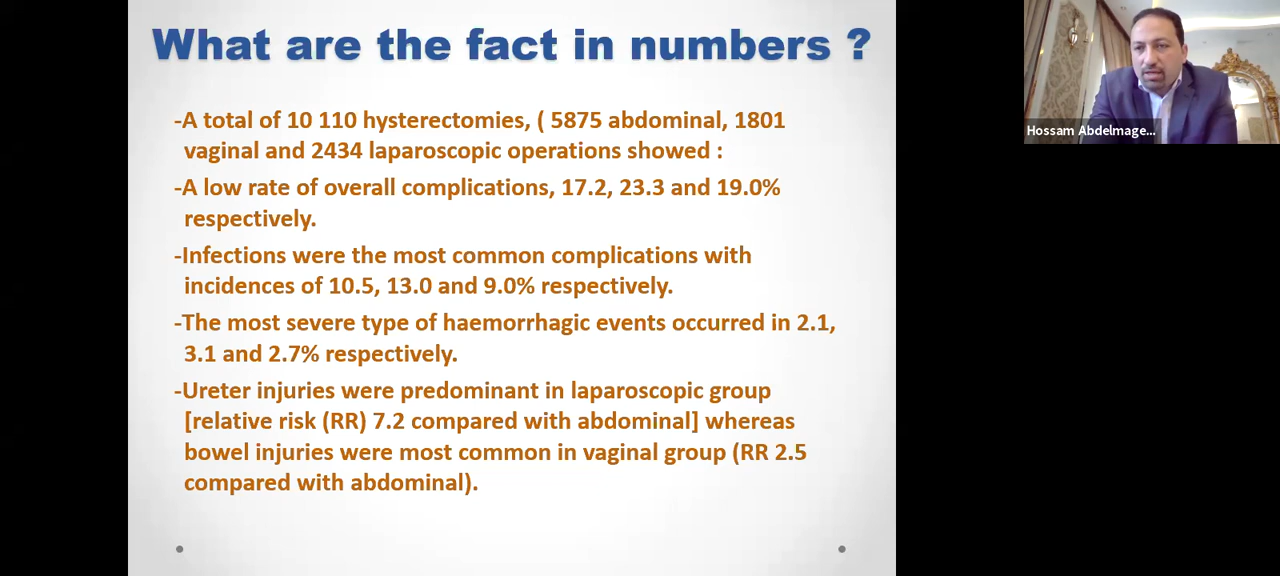 What are the fact in numbers ?
-A total of 10 110 hysterectomies, ( 5875 abdominal, 1801
vaginal and 2434 laparoscopic operations showed :
-A low rate of overall complications, 17.2, 23.3 and 19.0%
respectively.
-Infections were the most common complications with
incidences of 10.5, 13.0 and 9.0% respectively.
-The most severe type of haemorrhagic events occurred in 2.1,
3.1 and 2.7% respectively.
-Ureter injuries were predominant in laparoscopic group
[relative risk (RR) 7.2 compared with abdominal] whereas
bowel injuries were most common in vaginal group (RR 2.5
compared with abdominal).
Hossam Abdelmage...